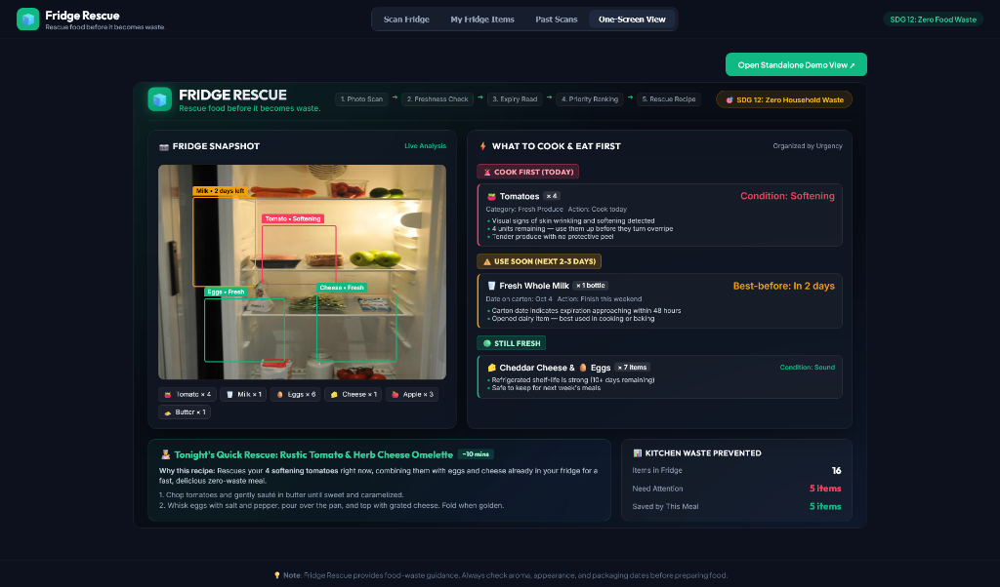 Fridge Rescue
Rescue food before it becomes waste.
Scan Fridge
My Fridge Items
Past Scans
One-Screen View
SDG 12: Zero Food Waste
Open Standalone Demo View ↗
FRIDGE RESCUE
Rescue food before it becomes waste.
1. Photo Scan → 2. Freshness Check → 3. Expiry Read → 4. Priority Ranking → 5. Rescue Recipe
🎯 SDG 12: Zero Household Waste
📷 FRIDGE SNAPSHOT
Live Analysis
Milk • 2 days left
Tomato • Softening
Eggs • Fresh
Cheese • Fresh
🍅 Tomato × 4
🥛 Milk × 1
🥚 Eggs × 6
🧀 Cheese × 1
🍎 Apple × 3
🧈 Butter × 1
⚡ WHAT TO COOK & EAT FIRST
Organized by Urgency
🚨 COOK FIRST (TODAY)
🍅 Tomatoes × 4
Condition: Softening
Category: Fresh Produce Action: Cook today
• Visual signs of skin wrinkling and softening detected
• 4 units remaining — use them up before they turn overripe
• Tender produce with no protective peel
⚠️ USE SOON (NEXT 2-3 DAYS)
🥛 Fresh Whole Milk × 1 bottle
Best-before: In 2 days
Date on carton: Oct 4 Action: Finish this weekend
• Carton date indicates expiration approaching within 48 hours
• Opened dairy item — best used in cooking or baking
🟢 STILL FRESH
🧀 Cheddar Cheese & 🥚 Eggs × 7 items
Condition: Sound
• Refrigerated shelf-life is strong (10+ days remaining)
• Safe to keep for next week's meals
👨‍🍳 Tonight's Quick Rescue: Rustic Tomato & Herb Cheese Omelette ~10 mins
Why this recipe: Rescues your 4 softening tomatoes right now, combining them with eggs and cheese already in your fridge for a
fast, delicious zero-waste meal.
1. Chop tomatoes and gently sauté in butter until sweet and caramelized.
2. Whisk eggs with salt and pepper, pour over the pan, and top with grated cheese. Fold when golden.
📊 KITCHEN WASTE PREVENTED
Items in Fridge 16
Need Attention 5 items
Saved by This Meal 5 items
💡 Note: Fridge Rescue provides food-waste guidance. Always check aroma, appearance, and packaging dates before preparing food.